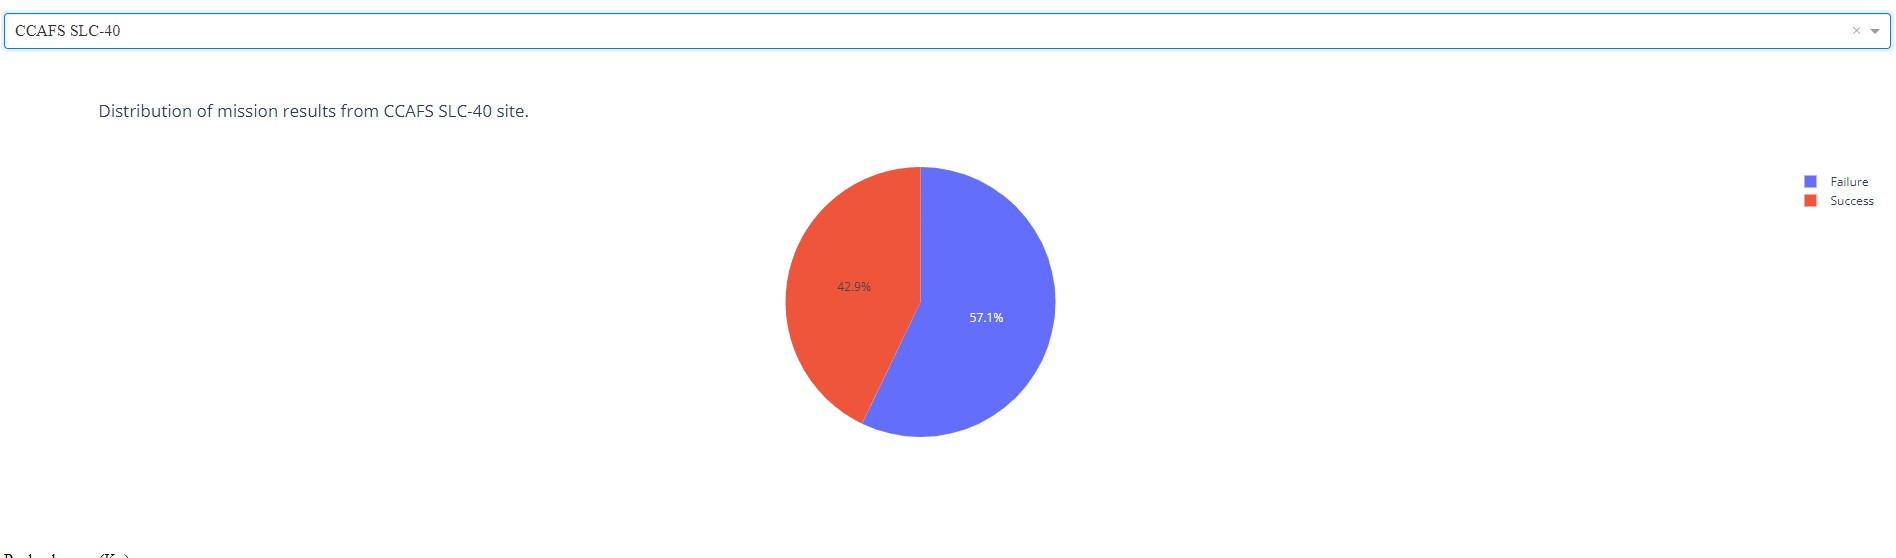 CCAFS SLC-40
Distribution of mission results from CCAFS SLC-40 site.
Failure
Success
42.9%
57.1%